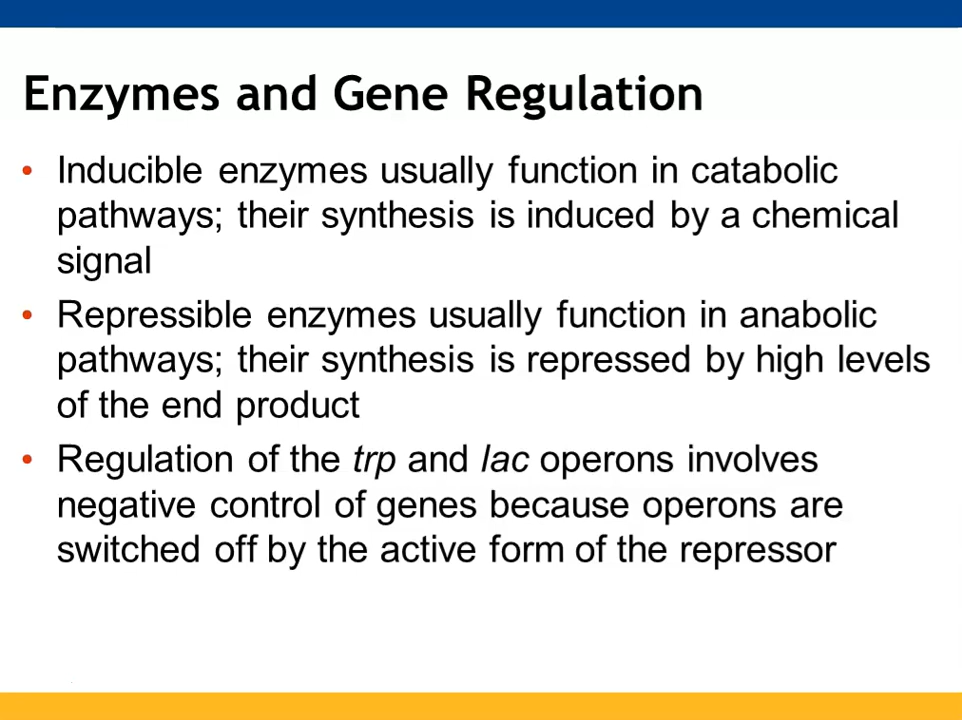 Enzymes and Gene Regulation
• Inducible enzymes usually function in catabolic
pathways; their synthesis is induced by a chemical
signal
• Repressible enzymes usually function in anabolic
pathways; their synthesis is repressed by high levels
of the end product
• Regulation of the trp and lac operons involves
negative control of genes because operons are
switched off by the active form of the repressor